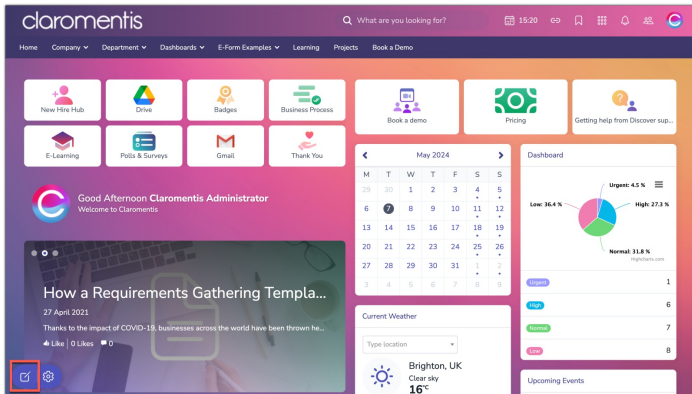 claromentis
What are you looking for?
15:20
Home Company Department Dashboards E-Form Examples Learning Projects Book a Demo
New Hire Hub
Drive
Badges
Business Process
Book a demo
Pricing
Getting help from Discover sup...
E-Learning
Polls & Surveys
Gmail
Thank You
Good Afternoon Claromentis Administrator
Welcome to Claromentis
How a Requirements Gathering Templa...
27 April 2021
Thanks to the impact of COVID-19, businesses across the world have been thrown he...
Like 0 Likes 0
May 2024
M T W T F S S
29 30 1 2 3 4 5
6 7 8 9 10 11 12
13 14 15 16 17 18 19
20 21 22 23 24 25 26
27 28 29 30 31 1 2
3 4 5 6 7 8 9
Current Weather
Type location
Brighton, UK
Clear sky
16°C
Dashboard
Urgent: 4.5 %
Low: 36.4 %
High: 27.3 %
Normal: 31.8 %
Highcharts.com
Urgent 1
High 6
Normal 7
Low 8
Upcoming Events